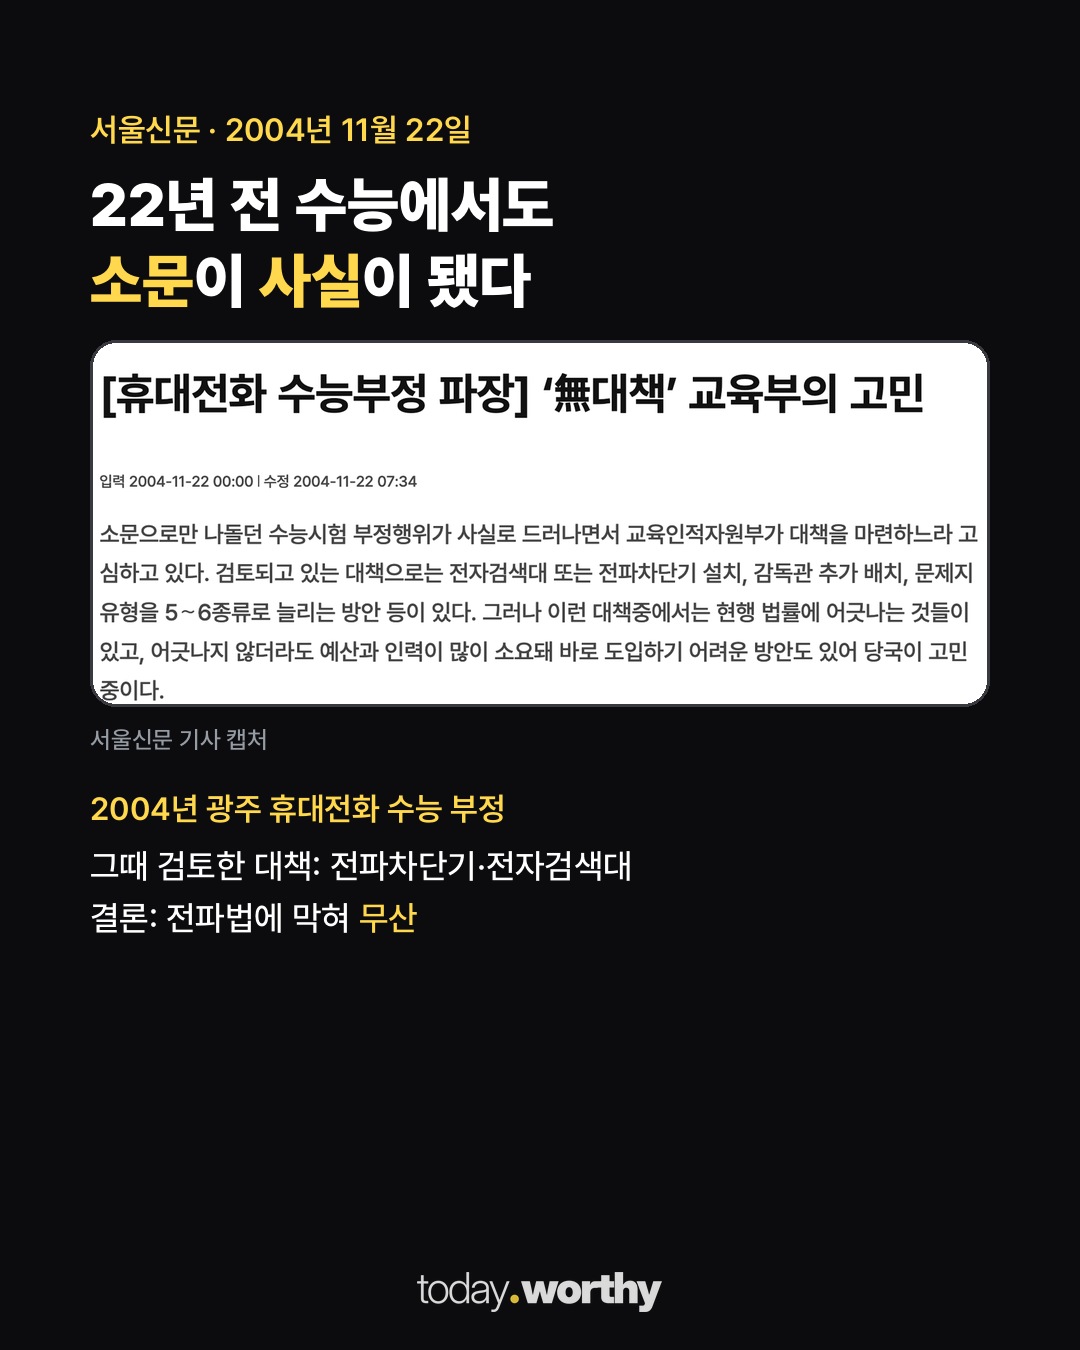 서울신문 · 2004년 11월 22일
22년 전 수능에서도
소문이 사실이 됐다
[휴대전화 수능부정 파장] ‘無대책’ 교육부의 고민
입력 2004-11-22 00:00 | 수정 2004-11-22 07:34
소문으로만 나돌던 수능시험 부정행위가 사실로 드러나면서 교육인적자원부가 대책을 마련하느라 고
심하고 있다. 검토되고 있는 대책으로는 전자검색대 또는 전파차단기 설치, 감독관 추가 배치, 문제지
유형을 5∼6종류로 늘리는 방안 등이 있다. 그러나 이런 대책중에서는 현행 법률에 어긋나는 것들이
있고, 어긋나지 않더라도 예산과 인력이 많이 소요돼 바로 도입하기 어려운 방안도 있어 당국이 고민
중이다.
서울신문 기사 캡처
2004년 광주 휴대전화 수능 부정
그때 검토한 대책: 전파차단기·전자검색대
결론: 전파법에 막혀 무산
today.worthy